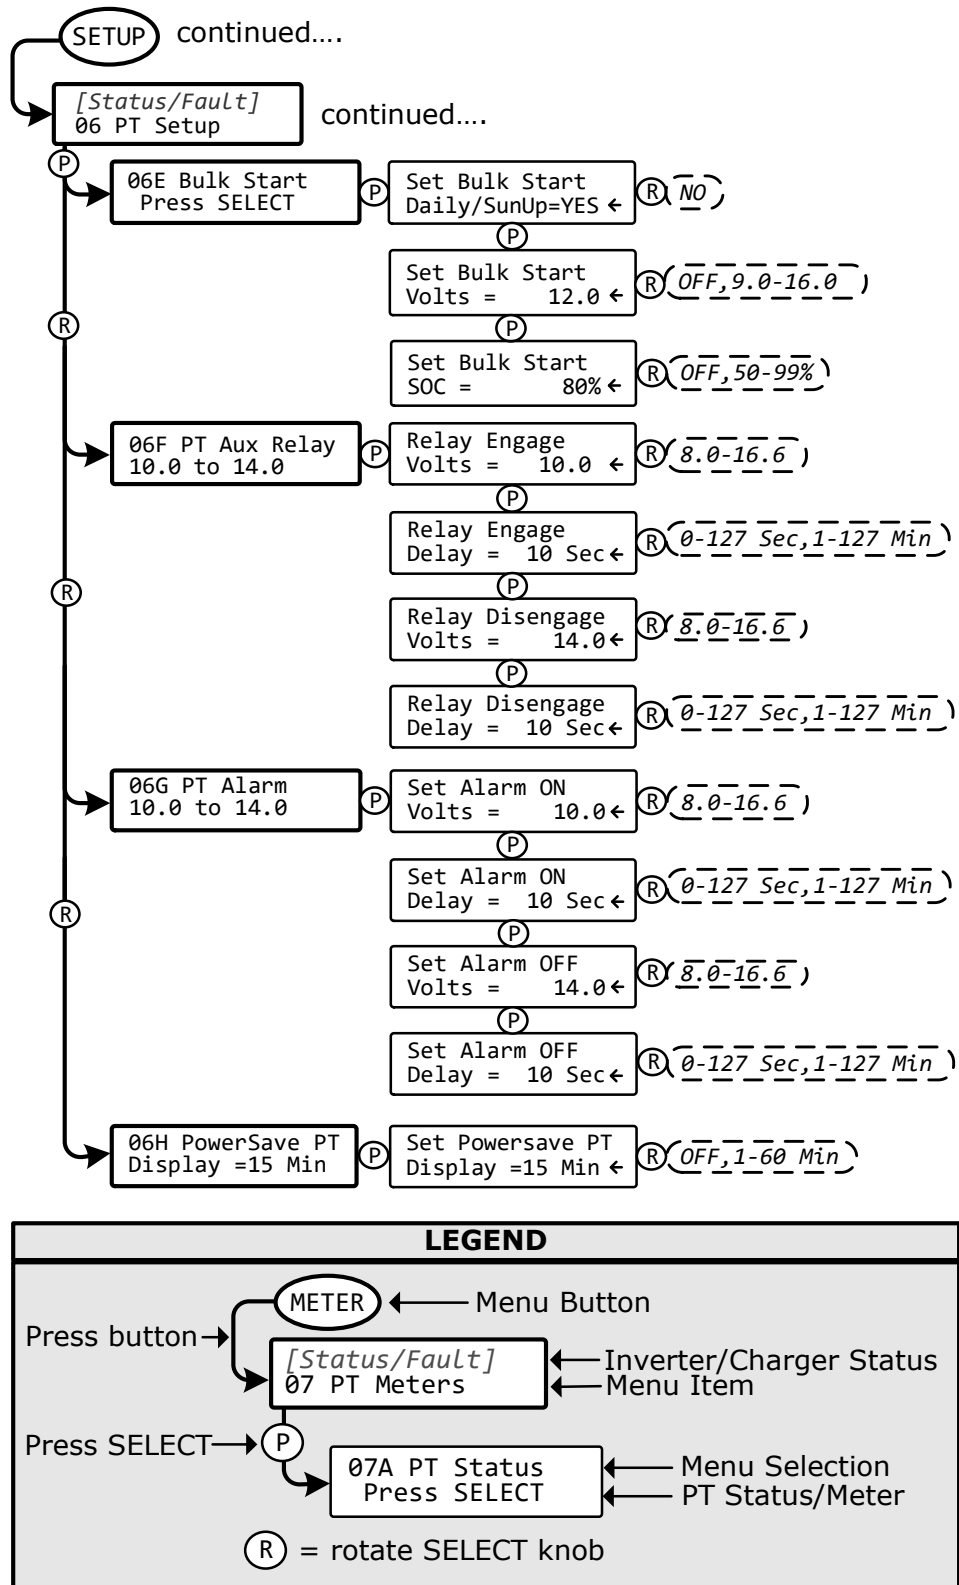 SETUP continued....
[Status/Fault]
06 PT Setup
continued....
P
06E Bulk Start
Press SELECT
P
Set Bulk Start
Daily/SunUp=YES ←
R
NO
P
Set Bulk Start
Volts = 12.0 ←
R
OFF,9.0-16.0
P
Set Bulk Start
SOC = 80% ←
R
OFF,50-99%
R
06F PT Aux Relay
10.0 to 14.0
P
Relay Engage
Volts = 10.0 ←
R
8.0-16.6
P
Relay Engage
Delay = 10 Sec ←
R
0-127 Sec,1-127 Min
P
Relay Disengage
Volts = 14.0 ←
R
8.0-16.6
P
Relay Disengage
Delay = 10 Sec ←
R
0-127 Sec,1-127 Min
R
06G PT Alarm
10.0 to 14.0
P
Set Alarm ON
Volts = 10.0 ←
R
8.0-16.6
P
Set Alarm ON
Delay = 10 Sec ←
R
0-127 Sec,1-127 Min
P
Set Alarm OFF
Volts = 14.0 ←
R
8.0-16.6
P
Set Alarm OFF
Delay = 10 Sec ←
R
0-127 Sec,1-127 Min
R
06H PowerSave PT
Display =15 Min
P
Set Powersave PT
Display =15 Min ←
R
OFF,1-60 Min
LEGEND
METER
Menu Button
Press button
[Status/Fault]
07 PT Meters
Inverter/Charger Status
Menu Item
Press SELECT
P
07A PT Status
Press SELECT
Menu Selection
PT Status/Meter
R = rotate SELECT knob